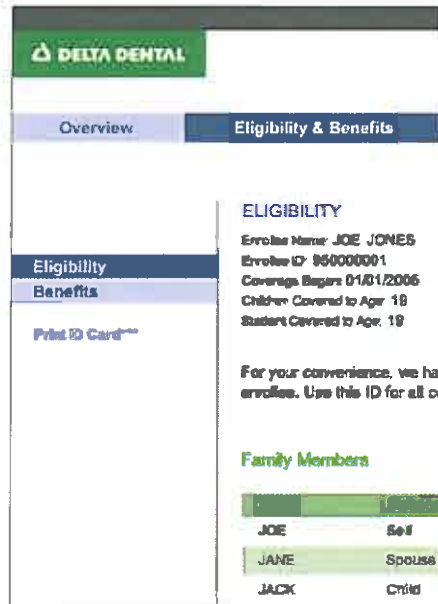 DELTA DENTAL
Overview Eligibility & Benefits
ELIGIBILITY
Enrollee Name: JOE JONES
Enrollee ID: 950000001
Coverage Began: 01/01/2005
Children Covered to Age: 19
Student Covered to Age: 19
Eligibility
Benefits
Print ID Card***
For your convenience, we ha
enrollee. Use this ID for all c
Family Members
JOE Self
JANE Spouse
JACK Child